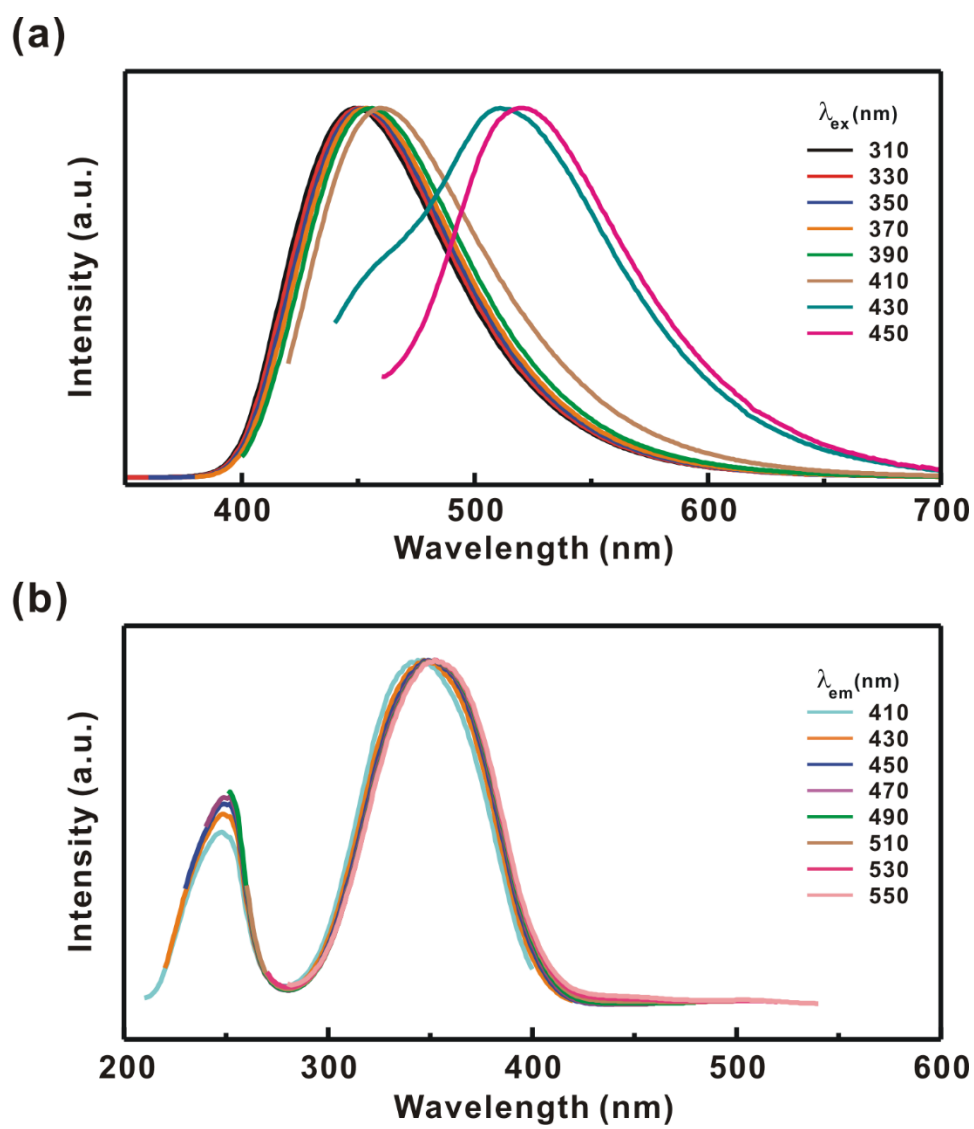 (a)
Intensity (a.u.)
λex (nm)
310
330
350
370
390
410
430
450
400 500 600 700
Wavelength (nm)
(b)
Intensity (a.u.)
λem (nm)
410
430
450
470
490
510
530
550
200 300 400 500 600
Wavelength (nm)